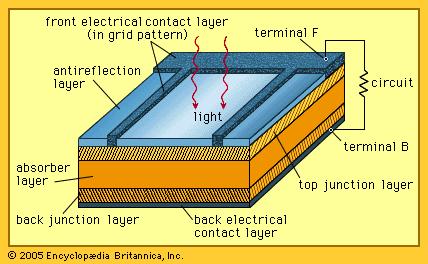 front electrical contact layer
(in grid pattern)
terminal F
antireflection
layer
circuit
light
terminal B
absorber
layer
top junction layer
back junction layer
back electrical
contact layer
© 2005 Encyclopædia Britannica, Inc.